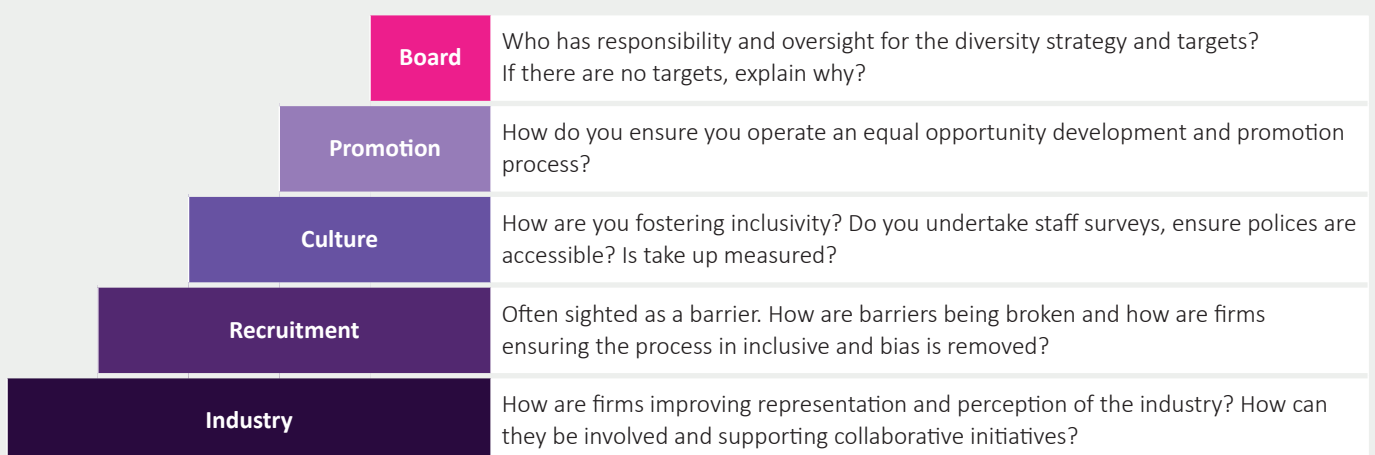 Board
Who has responsibility and oversight for the diversity strategy and targets?
If there are no targets, explain why?
Promotion
How do you ensure you operate an equal opportunity development and promotion
process?
Culture
How are you fostering inclusivity? Do you undertake staff surveys, ensure polices are
accessible? Is take up measured?
Recruitment
Often sighted as a barrier. How are barriers being broken and how are firms
ensuring the process in inclusive and bias is removed?
Industry
How are firms improving representation and perception of the industry? How can
they be involved and supporting collaborative initiatives?